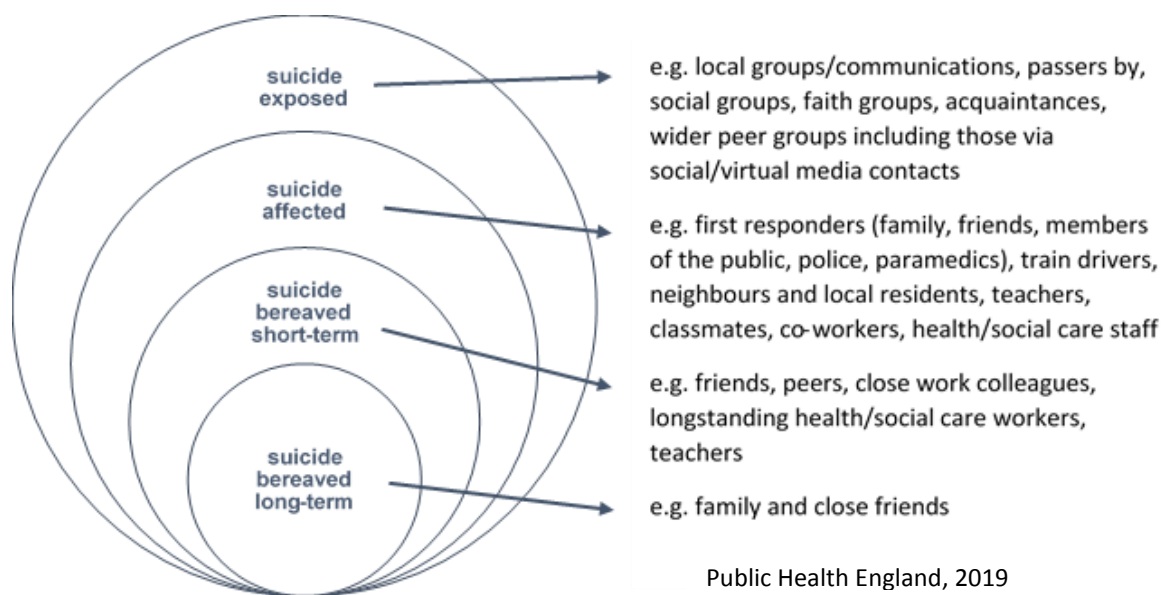 suicide
exposed
e.g. local groups/communications, passers by,
social groups, faith groups, acquaintances,
wider peer groups including those via
social/virtual media contacts
suicide
affected
e.g. first responders (family, friends, members
of the public, police, paramedics), train drivers,
neighbours and local residents, teachers,
classmates, co-workers, health/social care staff
suicide
bereaved
short-term
e.g. friends, peers, close work colleagues,
longstanding health/social care workers,
teachers
suicide
bereaved
long-term
e.g. family and close friends
Public Health England, 2019